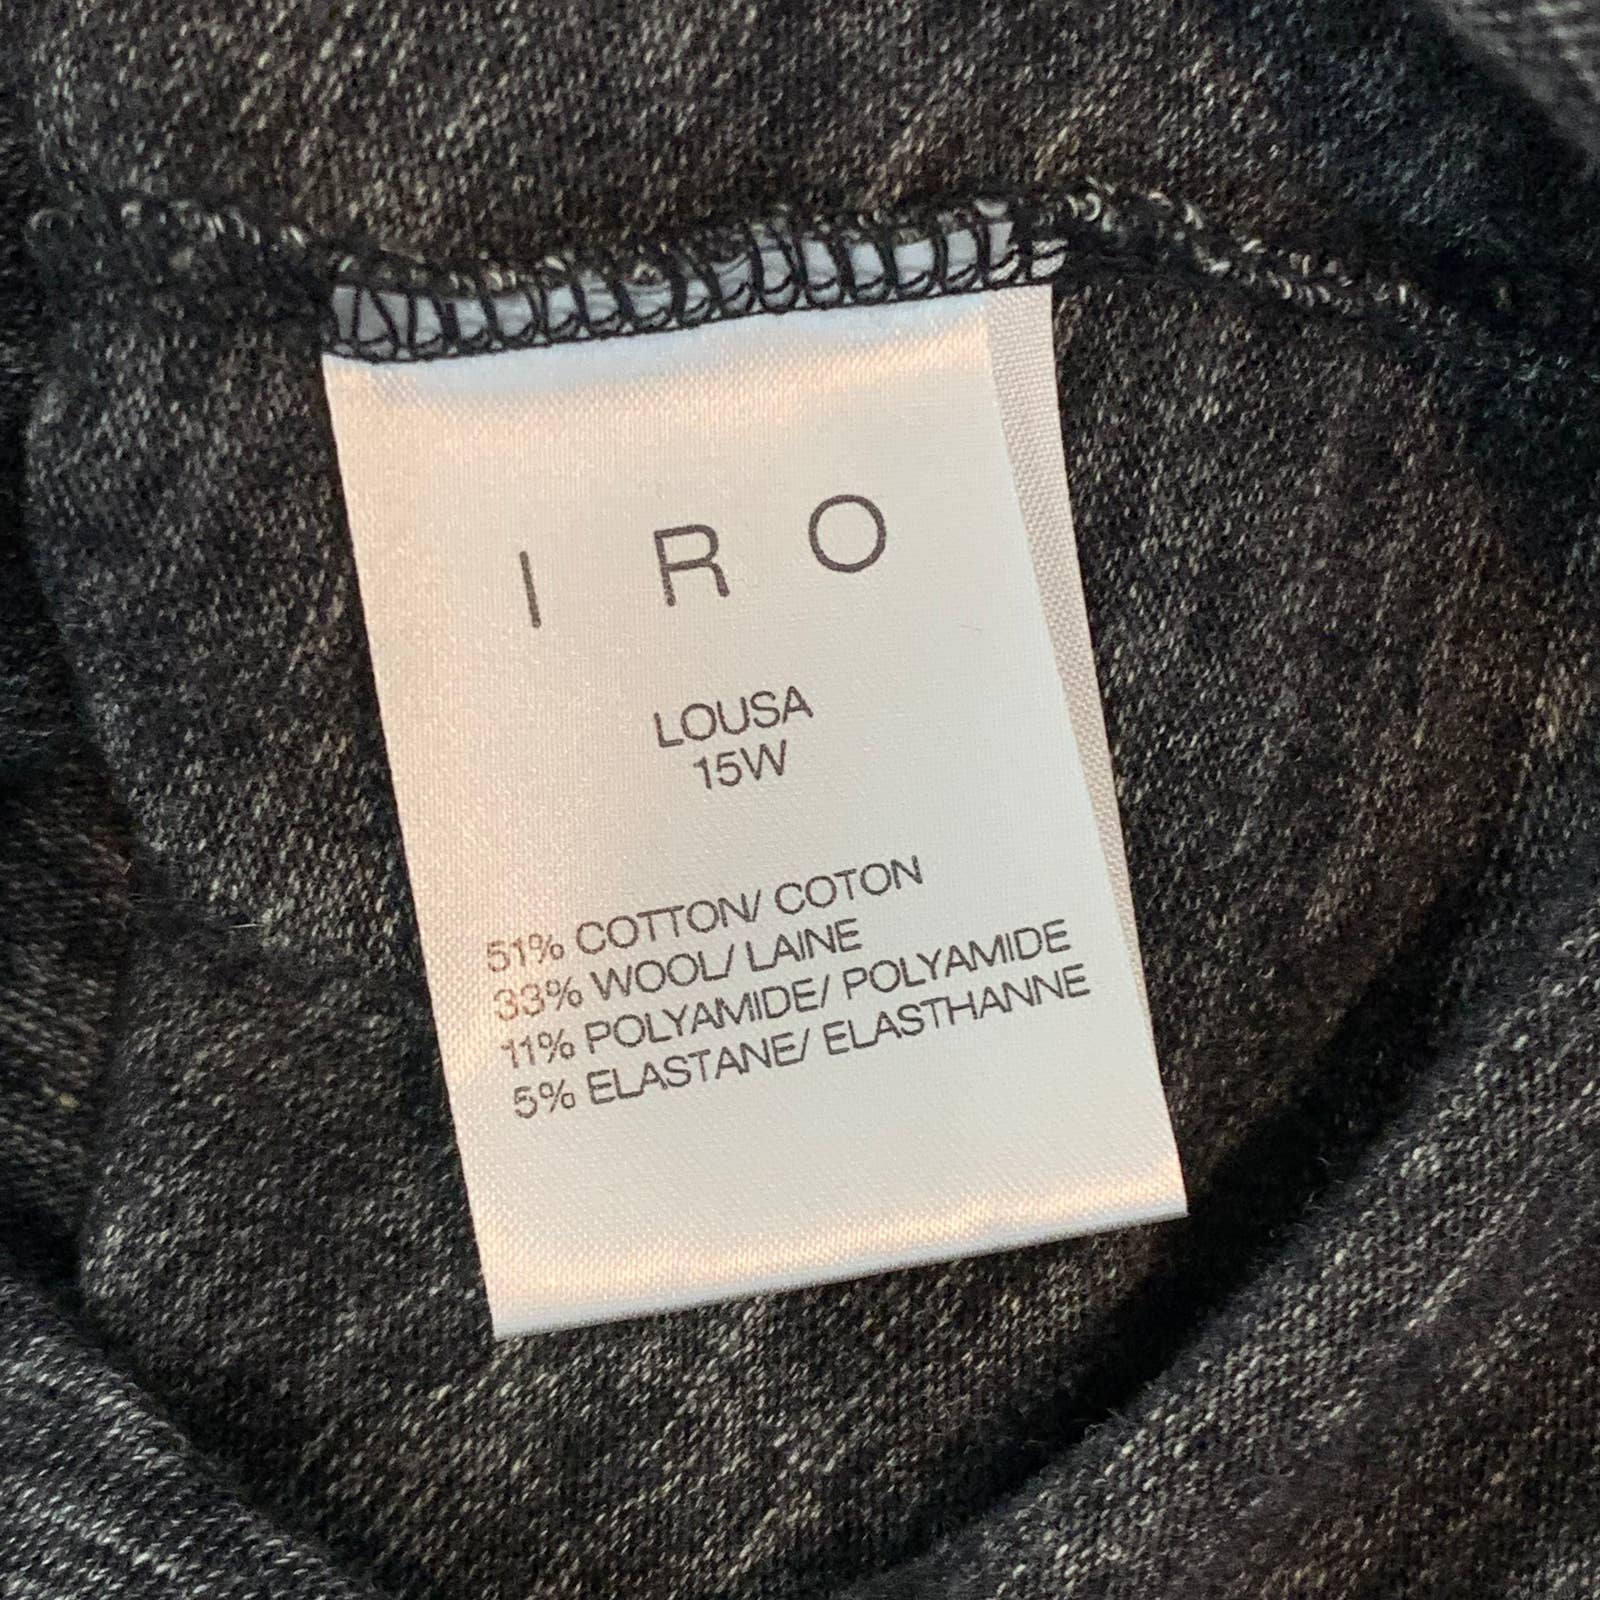 I R O
LOUSA
15W
51% COTTON/ COTON
33% WOOL/ LAINE
11% POLYAMIDE/ POLYAMIDE
5% ELASTANE/ ELASTHANNE